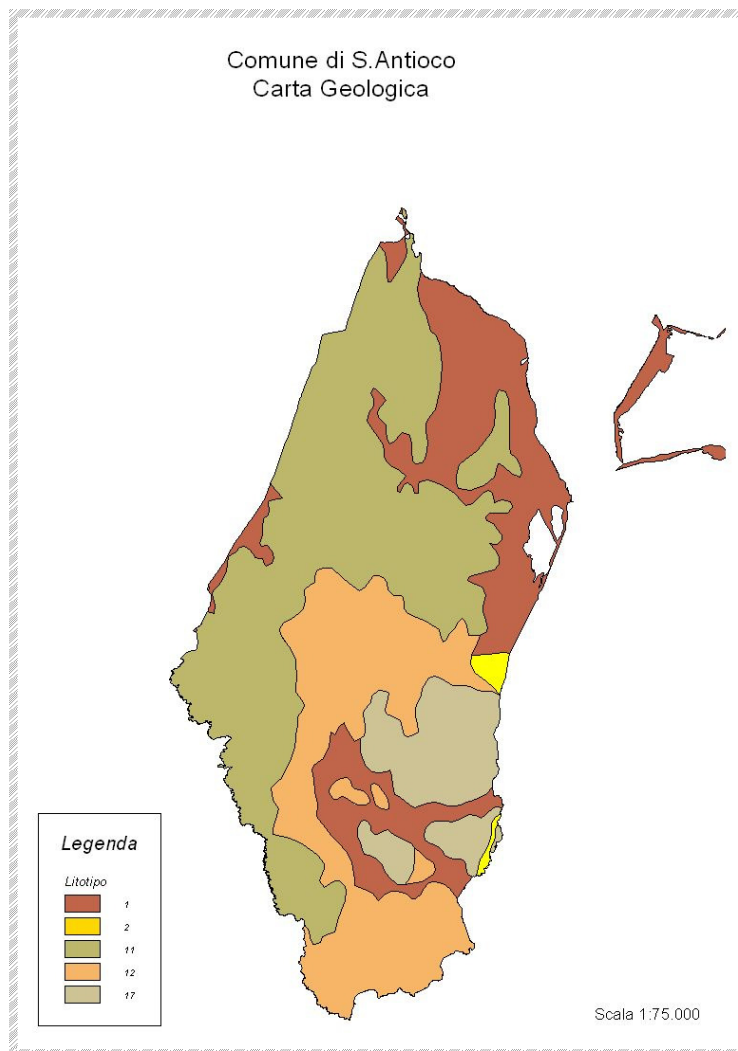 Comune di S.Antioco
Carta Geologica
Legenda
Litotipo
1
2
11
12
17
Scala 1:75.000